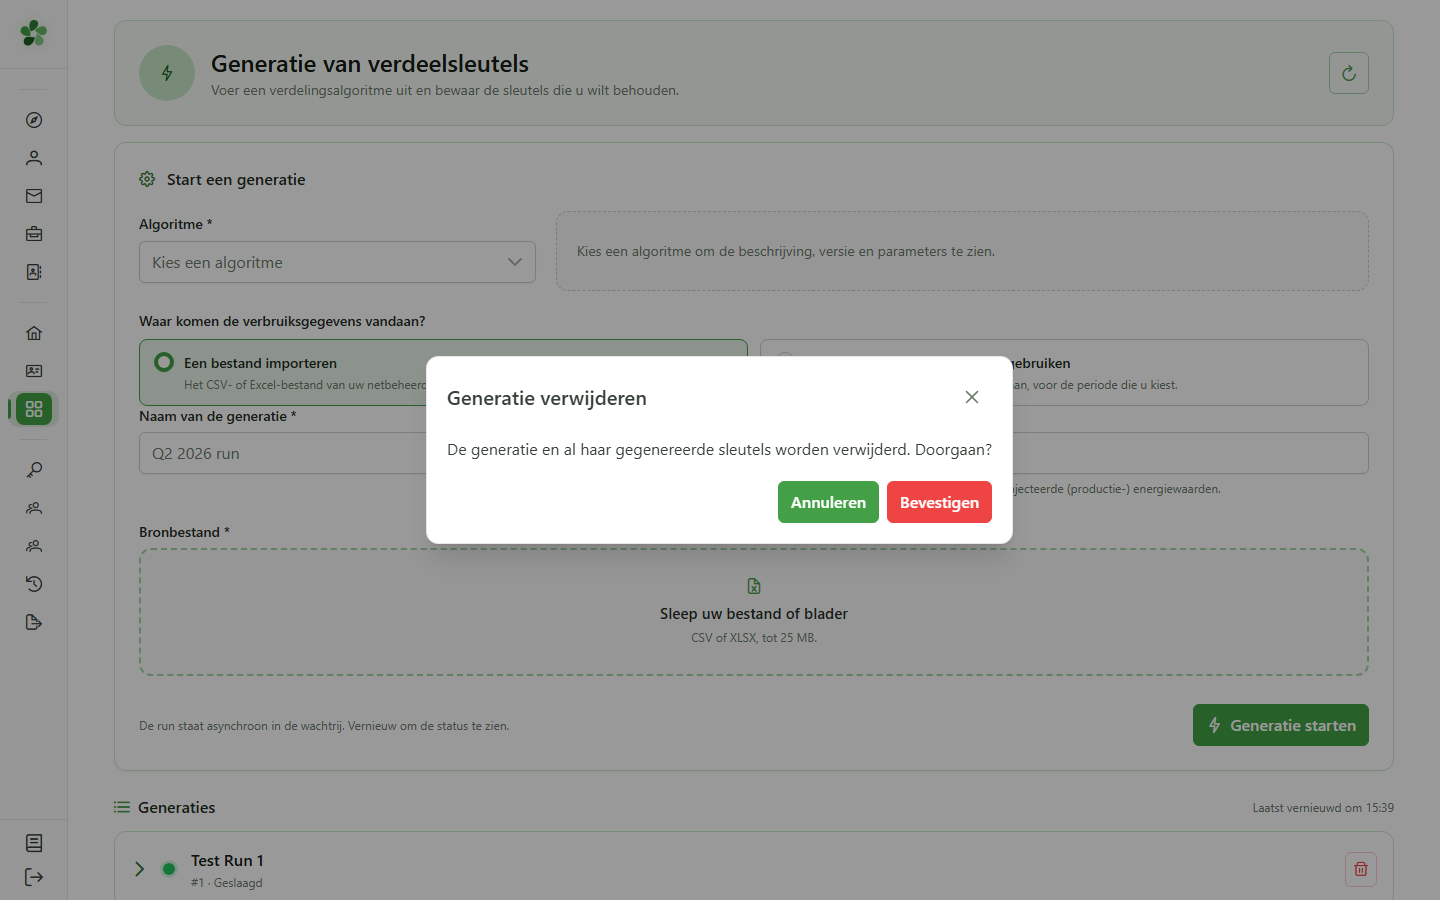 Generatie van verdeelsleutels
Voer een verdelingsalgoritme uit en bewaar de sleutels die u wilt behouden.
Start een generatie
Algoritme *
Kies een algoritme
Kies een algoritme om de beschrijving, versie en parameters te zien.
Waar komen de verbruiksgegevens vandaan?
Een bestand importeren
Het CSV- of Excel-bestand van uw netbeheerd
gebruiken
an, voor de periode die u kiest.
Naam van de generatie *
Q2 2026 run
jecteerde (productie-) energiewaarden.
Generatie verwijderen
De generatie en al haar gegenereerde sleutels worden verwijderd. Doorgaan?
Annuleren
Bevestigen
Bronbestand *
Sleep uw bestand of blader
CSV of XLSX, tot 25 MB.
De run staat asynchroon in de wachtrij. Vernieuw om de status te zien.
Generatie starten
Generaties
Laatst vernieuwd om 15:39
Test Run 1
#1 · Geslaagd